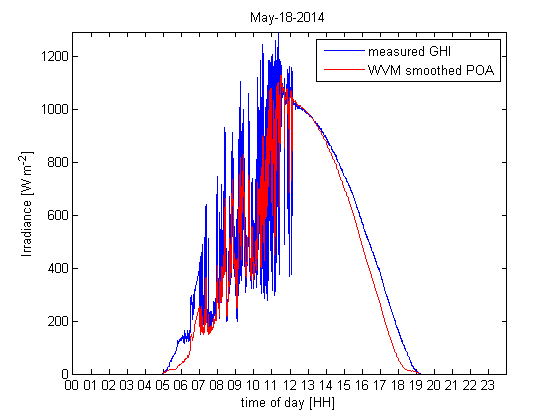 May-18-2014
measured GHI
WVM smoothed POA
Irradiance [W m-2]
1200
1000
800
600
400
200
0
00 01 02 03 04 05 06 07 08 09 10 11 12 13 14 15 16 17 18 19 20 21 22 23
time of day [HH]